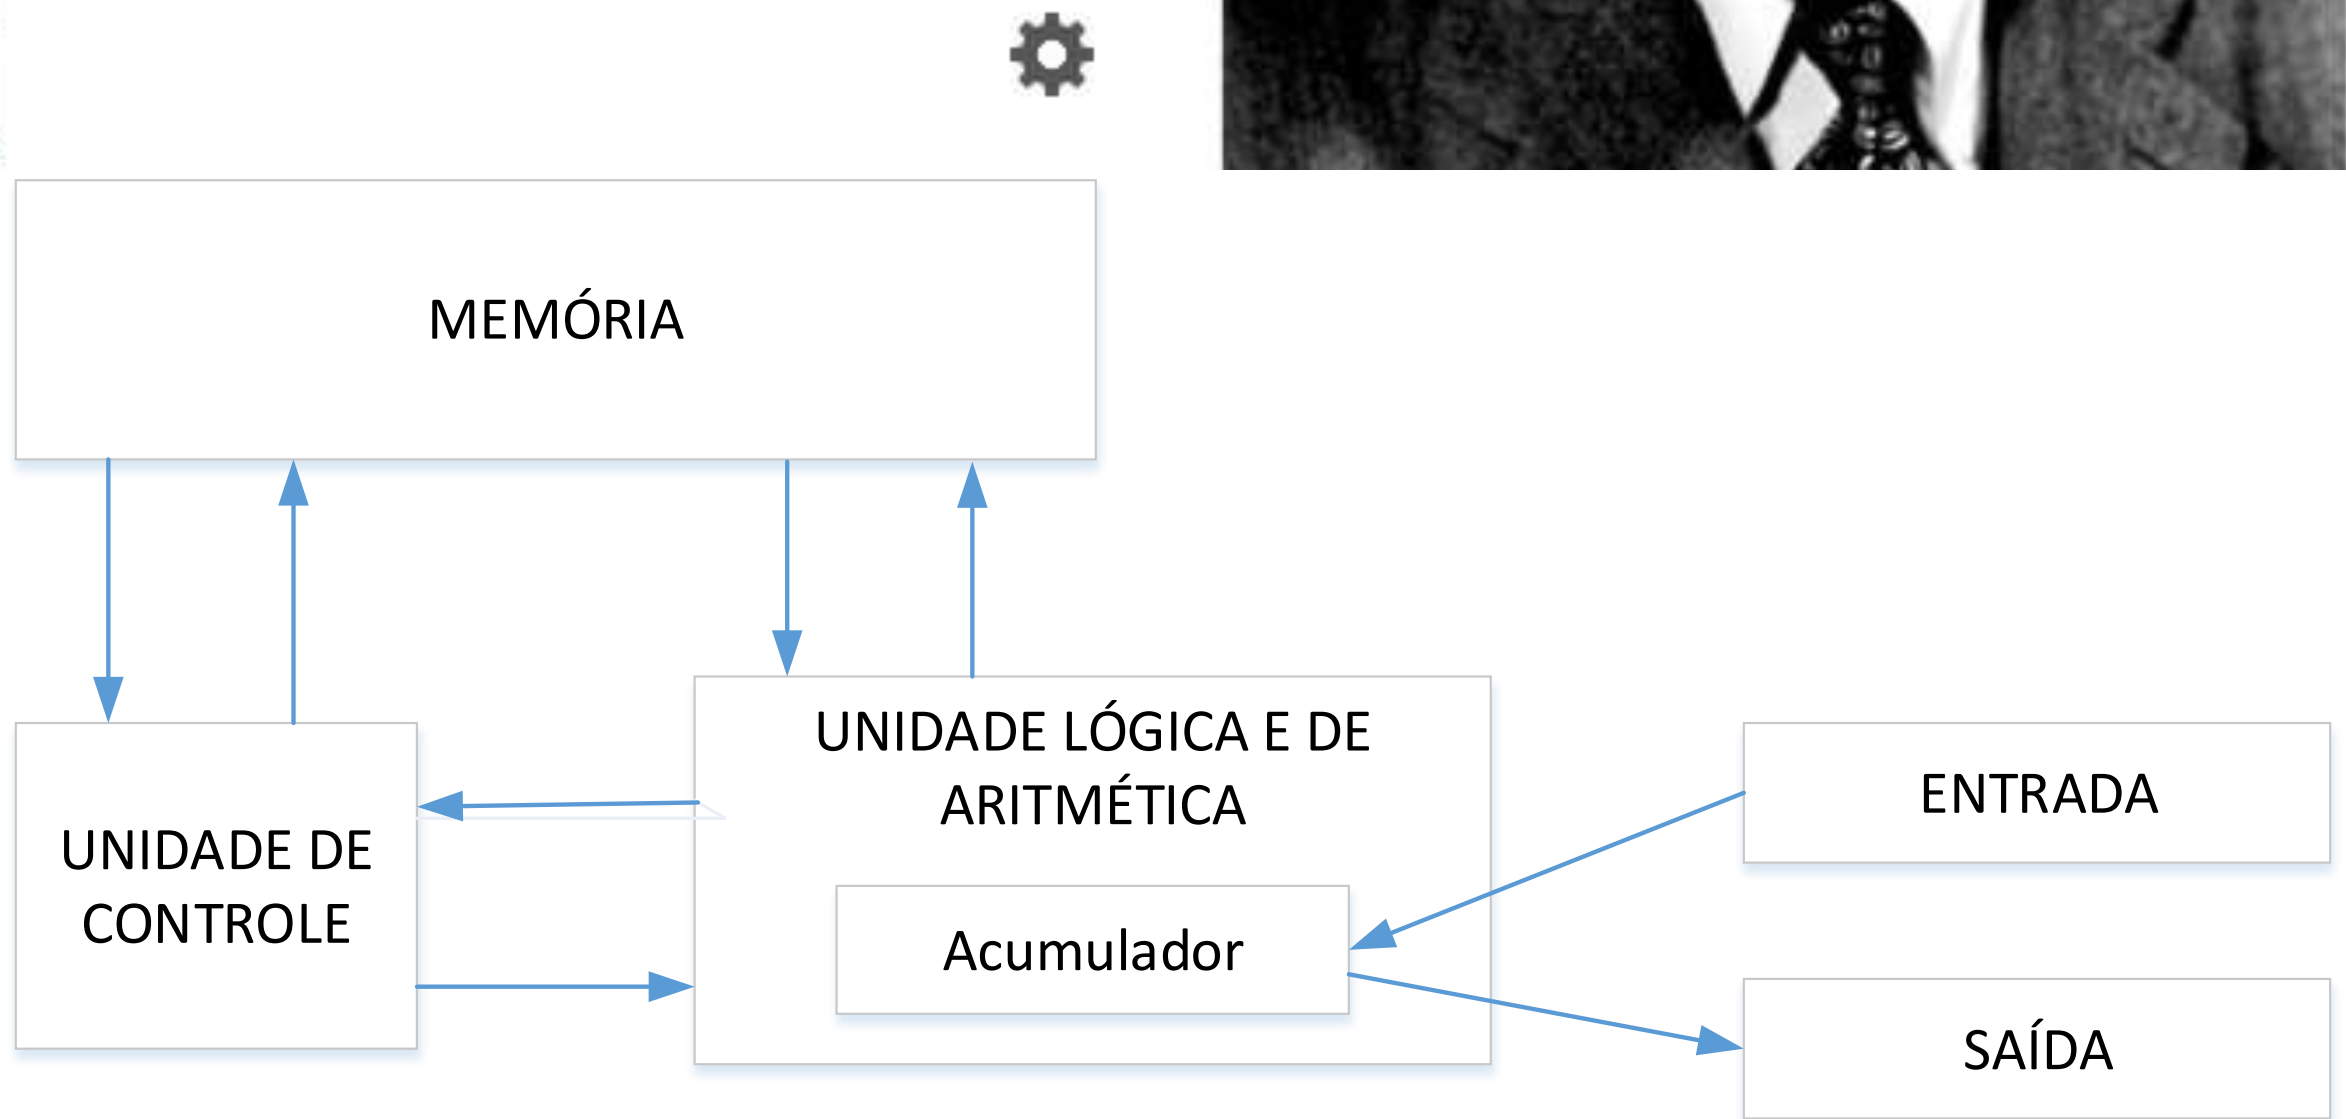 MEMÓRIA
UNIDADE LÓGICA E DE
ARITMÉTICA
UNIDADE DE
CONTROLE
Acumulador
ENTRADA
SAÍDA